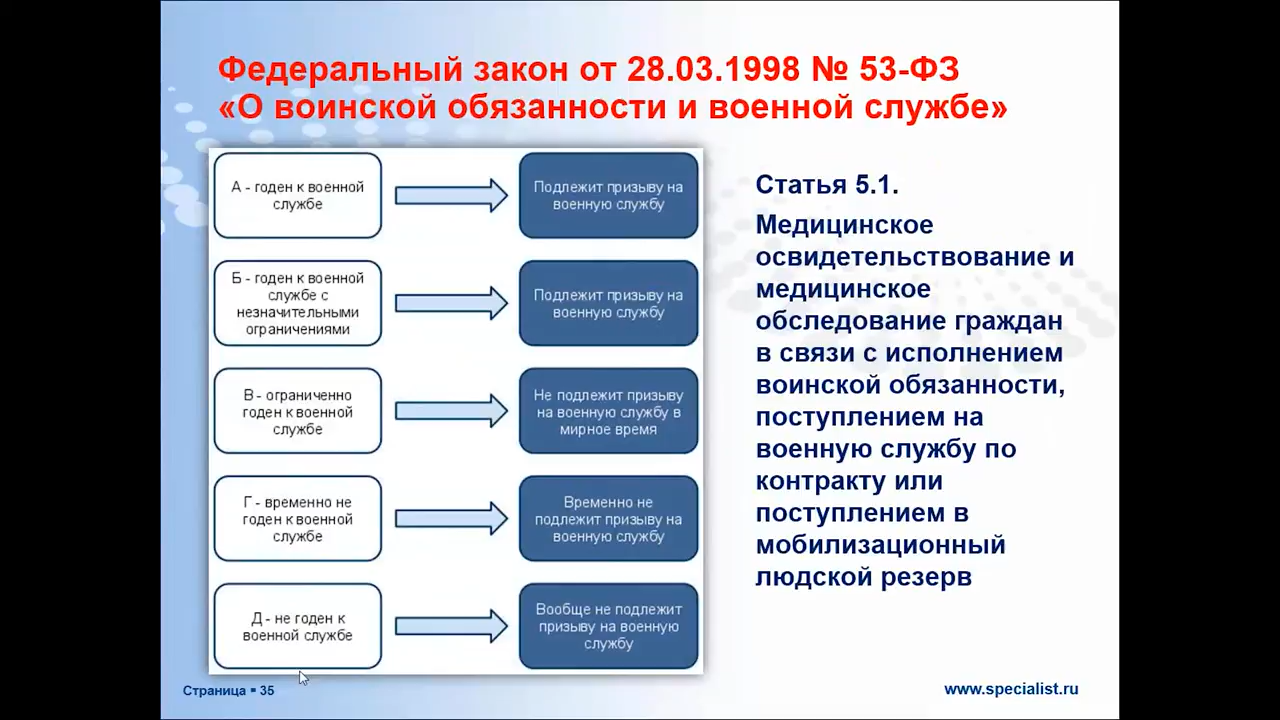 Федеральный закон от 28.03.1998 № 53-ФЗ
«О воинской обязанности и военной службе»
А - годен к военной
службе
Подлежит призыву на
военную службу
Б - годен к военной
службе с
незначительными
ограничениями
Подлежит призыву на
военную службу
В - ограниченно
годен к военной
службе
Не подлежит призыву
на военную службу в
мирное время
Г - временно не
годен к военной
службе
Временно не
подлежит призыву на
военную службу
Д - не годен к
военной службе
Вообще не подлежит
призыву на военную
службу
Статья 5.1.
Медицинское
освидетельствование и
медицинское
обследование граждан
в связи с исполнением
воинской обязанности,
поступлением на
военную службу по
контракту или
поступлением в
мобилизационный
людской резерв
Страница ▪ 35
www.specialist.ru